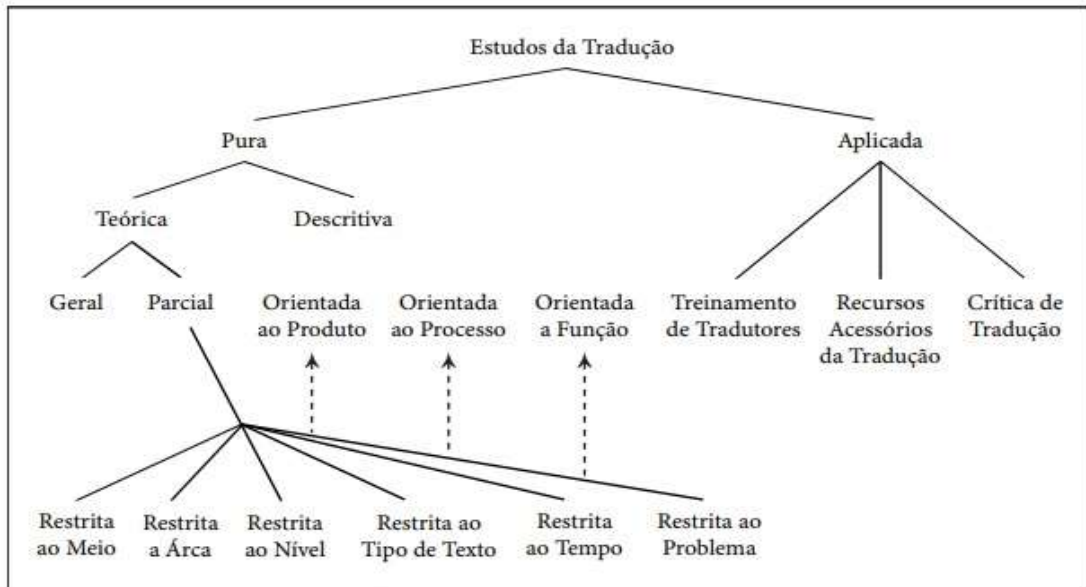 Estudos da Tradução
Pura
Aplicada
Teórica
Descritiva
Geral
Parcial
Orientada
ao Produto
Orientada
ao Processo
Orientada
a Função
Treinamento
de Tradutores
Recursos
Acessórios
da Tradução
Crítica de
Tradução
Restrita
ao Meio
Restrita
a Árca
Restrita
ao Nível
Restrita ao
Tipo de Texto
Restrita
ao Tempo
Restrita ao
Problema